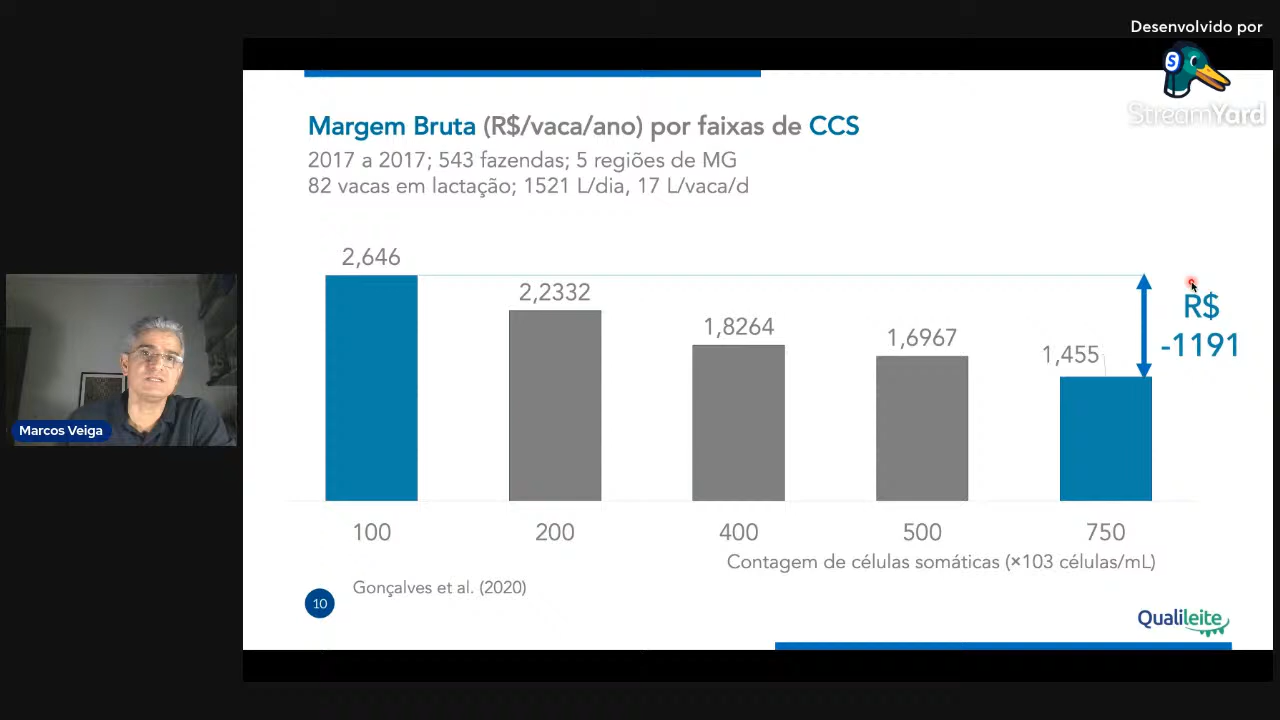 Desenvolvido por
S
StreamYard
Margem Bruta (R$/vaca/ano) por faixas de CCS
2017 a 2017; 543 fazendas; 5 regiões de MG
82 vacas em lactação; 1521 L/dia, 17 L/vaca/d
2,646
2,2332
1,8264
1,6967
1,455
R$
-1191
100
200
400
500
750
Contagem de células somáticas (×103 células/mL)
Gonçalves et al. (2020)
10
Qualileite
Marcos Veiga